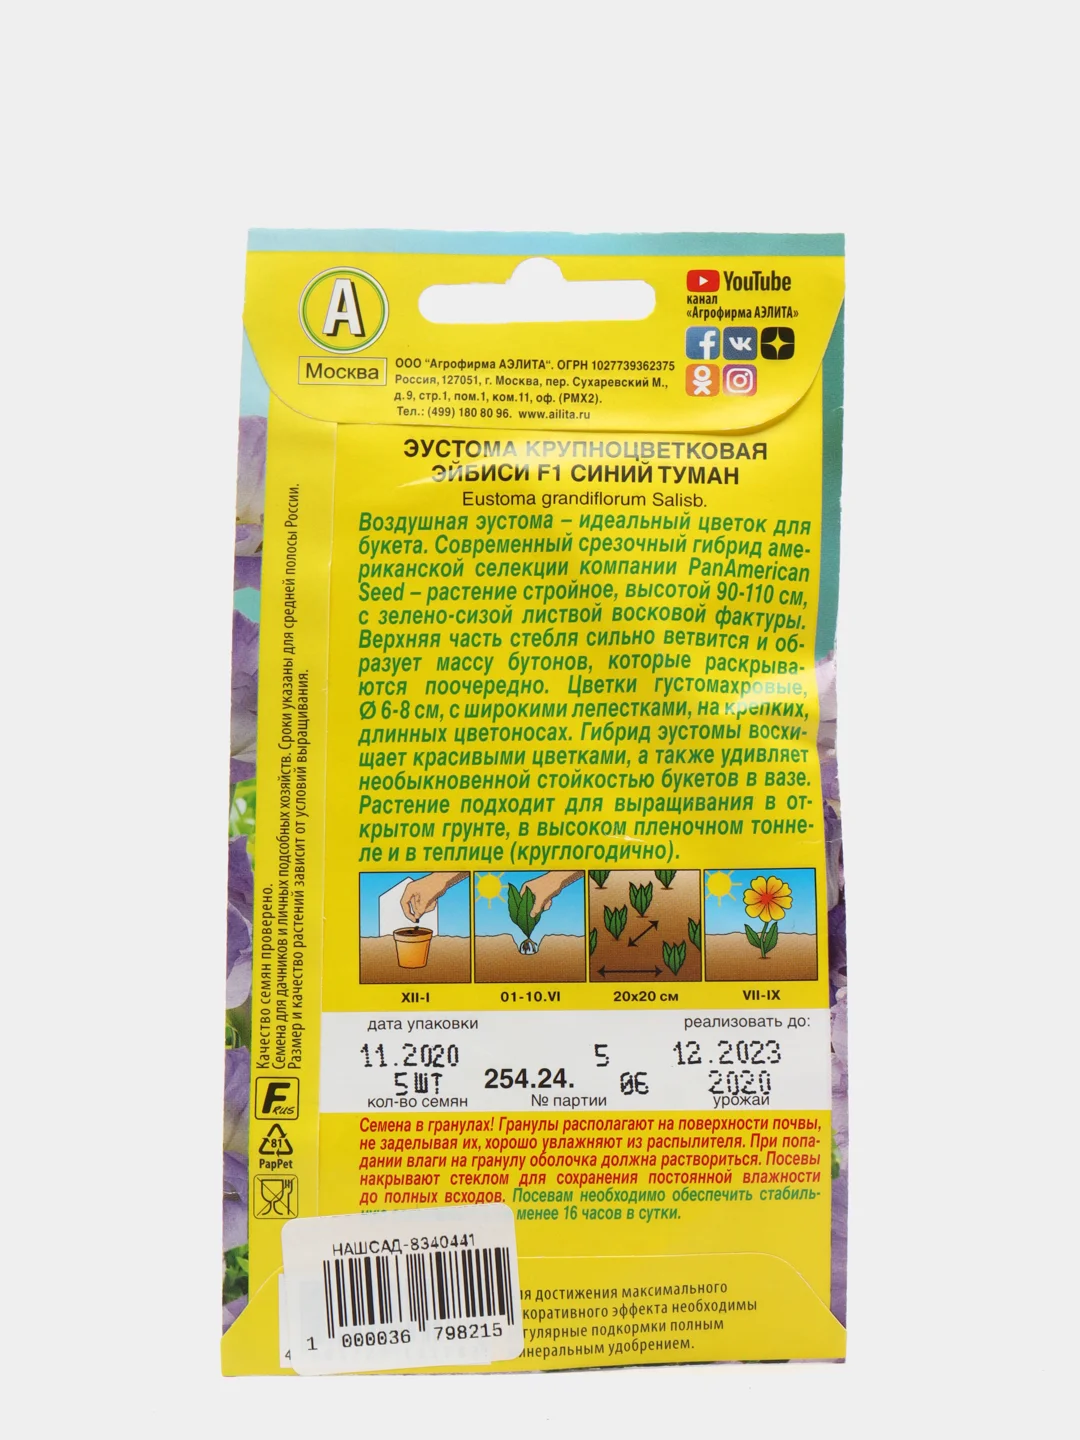 А
Москва
ООО "Агрофирма АЭЛИТА". ОГРН 1027739362375
Россия, 127051, г. Москва, пер. Сухаревский М.,
д. 9, стр.1, пом.1, ком.11, оф. (РМХ2).
Тел.: (499) 180 80 96. www.ailita.ru
YouTube
канал
«Агрофирма АЭЛИТА»
ЭУСТОМА КРУПНОЦВЕТКОВАЯ
ЭЙБИСИ F1 СИНИЙ ТУМАН
Eustoma grandiflorum Salisb.
Воздушная эустома – идеальный цветок для
букета. Современный срезочный гибрид аме-
риканской селекции компании PanAmerican
Seed – растение стройное, высотой 90-110 см,
с зелено-сизой листвой восковой фактуры.
Верхняя часть стебля сильно ветвится и об-
разует массу бутонов, которые раскрыва-
ются поочередно. Цветки густомахровые,
Ø 6-8 см, с широкими лепестками, на крепких,
длинных цветоносах. Гибрид эустомы восхи-
щает красивыми цветками, а также удивляет
необыкновенной стойкостью букетов в вазе.
Растение подходит для выращивания в от-
крытом грунте, в высоком пленочном тонне-
ле и в теплице (круглогодично).
XII-I
01-10.VI
20x20 см
VII-IX
дата упаковки
реализовать до:
11.2020
5
12.2023
5 ШТ
254.24.
06
2020
кол-во семян
№ партии
урожай
Семена в гранулах! Гранулы располагают на поверхности почвы,
не заделывая их, хорошо увлажняют из распылителя. При попа-
дании влаги на гранулу оболочка должна раствориться. Посевы
накрывают стеклом для сохранения постоянной влажности
до полных всходов. Посевам необходимо обеспечить стабиль-
менее 16 часов в сутки.
достижения максимального
эффекта необходимы
подкормки полным
удобрением.
Качество семян проверено.
Семена для дачников и личных подсобных хозяйств. Сроки указаны для средней полосы России.
Размер и качество растений зависит от условий выращивания.
F RUS
81
PapPet
НАШСАД-8340441
1 000036 798215
4